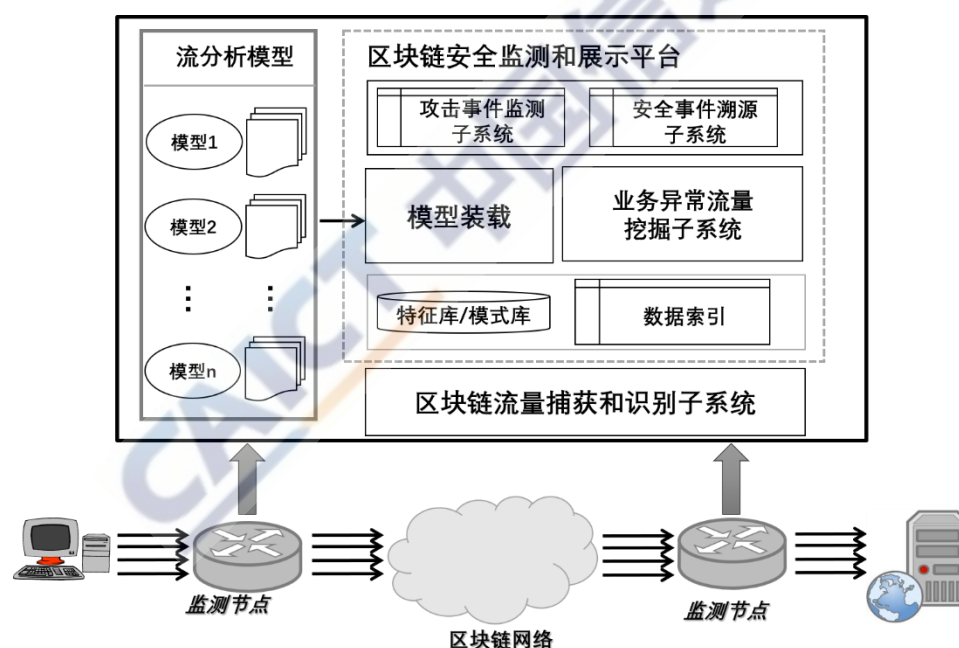 流分析模型
模型1
模型2
模型n
区块链安全监测和展示平台
攻击事件监测
子系统
安全事件溯源
子系统
模型装载
业务异常流量
挖掘子系统
特征库/模式库
数据索引
区块链流量捕获和识别子系统
监测节点
监测节点
区块链网络
CAICT 中国信